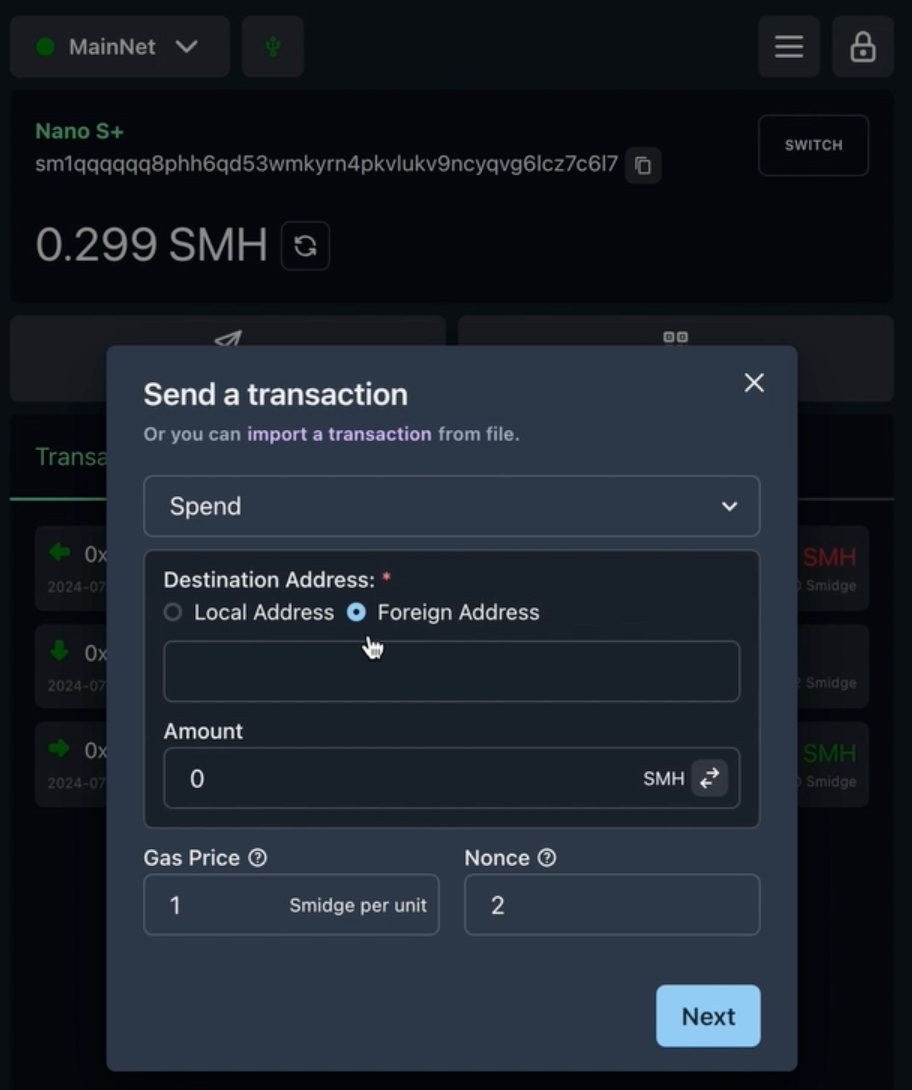 MainNet
Nano S+
SWITCH
sm1qqqqqq8phh6qd53wmkyrn4pkvlukv9ncyqvg6lcz7c6l7
0.299 SMH
Send a transaction
Or you can import a transaction from file.
Transa
Spend
0x
SMH
2024-07
Smidge
Destination Address: *
Local Address
Foreign Address
0x
2024-07
Smidge
Amount
0x
SMH
0
SMH
2024-07
Smidge
Gas Price
Nonce
1
Smidge per unit
2
Next